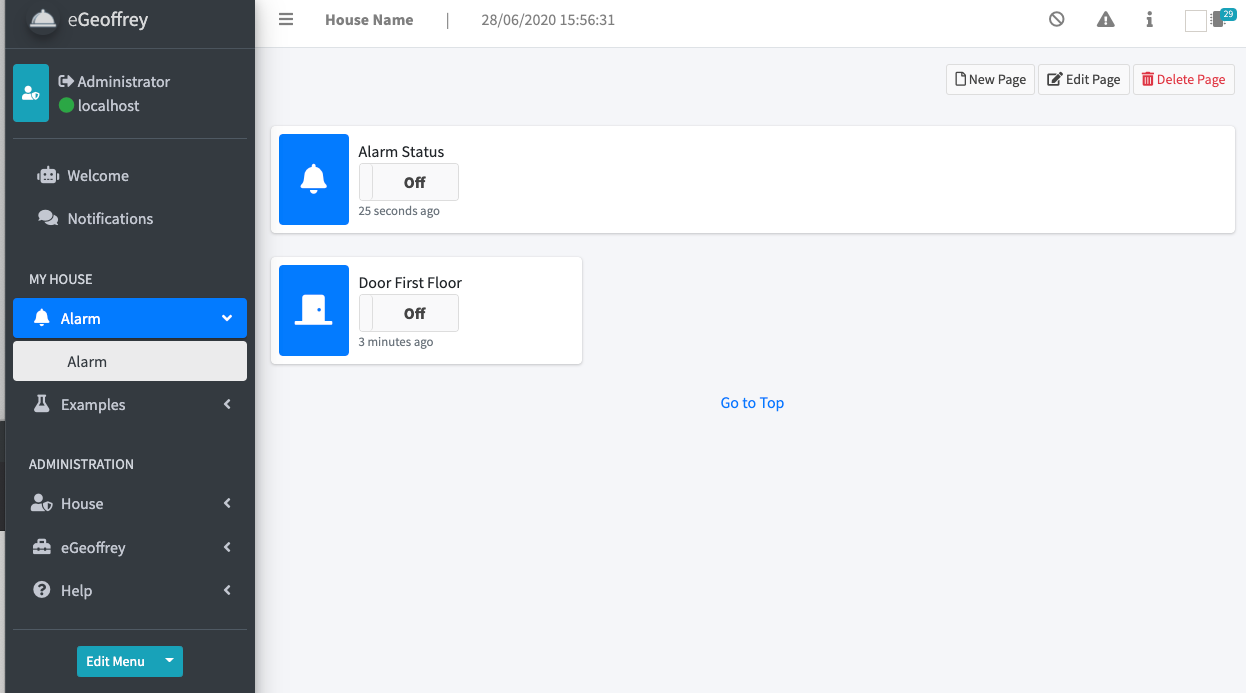 eGeoffrey
House Name | 28/06/2020 15:56:31
29
Administrator
localhost
New Page
Edit Page
Delete Page
Welcome
Notifications
MY HOUSE
Alarm
Alarm
Examples
ADMINISTRATION
House
eGeoffrey
Help
Edit Menu
Alarm Status
Off
25 seconds ago
Door First Floor
Off
3 minutes ago
Go to Top